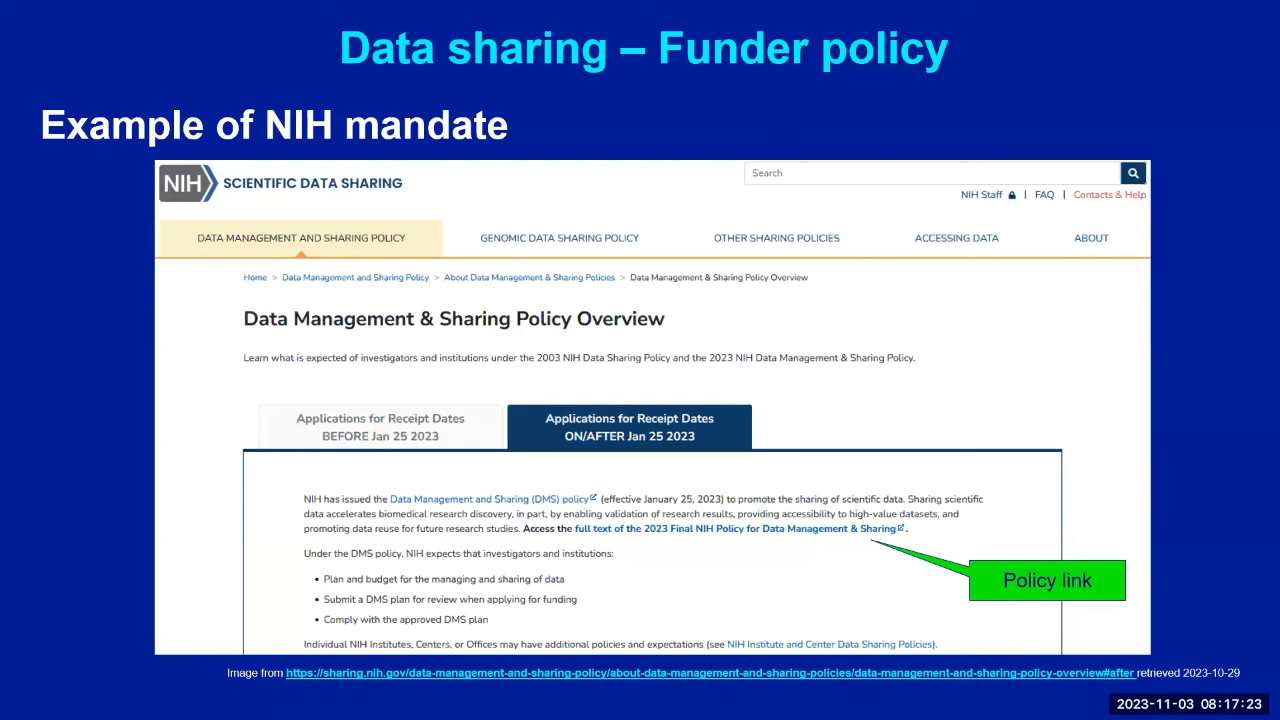 Data sharing – Funder policy
Example of NIH mandate
NIH SCIENTIFIC DATA SHARING
Search
NIH Staff | FAQ | Contacts & Help
DATA MANAGEMENT AND SHARING POLICY GENOMIC DATA SHARING POLICY OTHER SHARING POLICIES ACCESSING DATA ABOUT
Home > Data Management and Sharing Policy > About Data Management & Sharing Policies > Data Management & Sharing Policy Overview
Data Management & Sharing Policy Overview
Learn what is expected of investigators and institutions under the 2003 NIH Data Sharing Policy and the 2023 NIH Data Management & Sharing Policy.
Applications for Receipt Dates
BEFORE Jan 25 2023
Applications for Receipt Dates
ON/AFTER Jan 25 2023
NIH has issued the Data Management and Sharing (DMS) policy (effective January 25, 2023) to promote the sharing of scientific data. Sharing scientific
data accelerates biomedical research discovery, in part, by enabling validation of research results, providing accessibility to high-value datasets, and
promoting data reuse for future research studies. Access the full text of the 2023 Final NIH Policy for Data Management & Sharing.
Under the DMS policy, NIH expects that investigators and institutions:
• Plan and budget for the managing and sharing of data
• Submit a DMS plan for review when applying for funding
• Comply with the approved DMS plan
Policy link
Individual NIH Institutes, Centers, or Offices may have additional policies and expectations (see NIH Institute and Center Data Sharing Policies).
Image from https://sharing.nih.gov/data-management-and-sharing-policy/about-data-management-and-sharing-policies/data-management-and-sharing-policy-overview#after retrieved 2023-10-29
2023-11-03 08:17:23